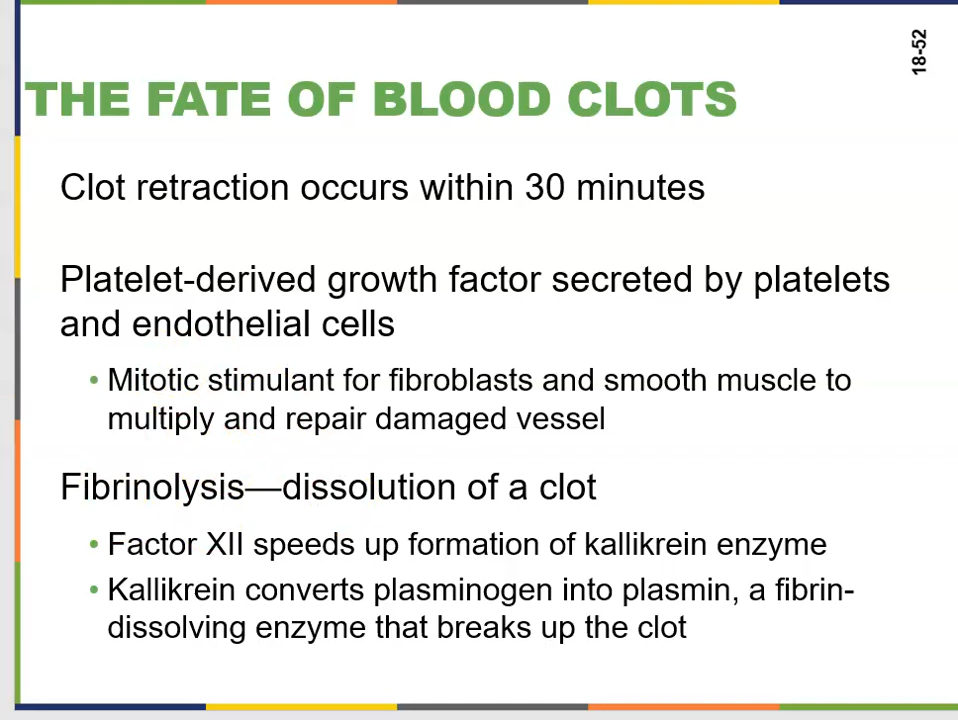 18-52
THE FATE OF BLOOD CLOTS
Clot retraction occurs within 30 minutes
Platelet-derived growth factor secreted by platelets
and endothelial cells
• Mitotic stimulant for fibroblasts and smooth muscle to
multiply and repair damaged vessel
Fibrinolysis—dissolution of a clot
• Factor XII speeds up formation of kallikrein enzyme
• Kallikrein converts plasminogen into plasmin, a fibrin-
dissolving enzyme that breaks up the clot